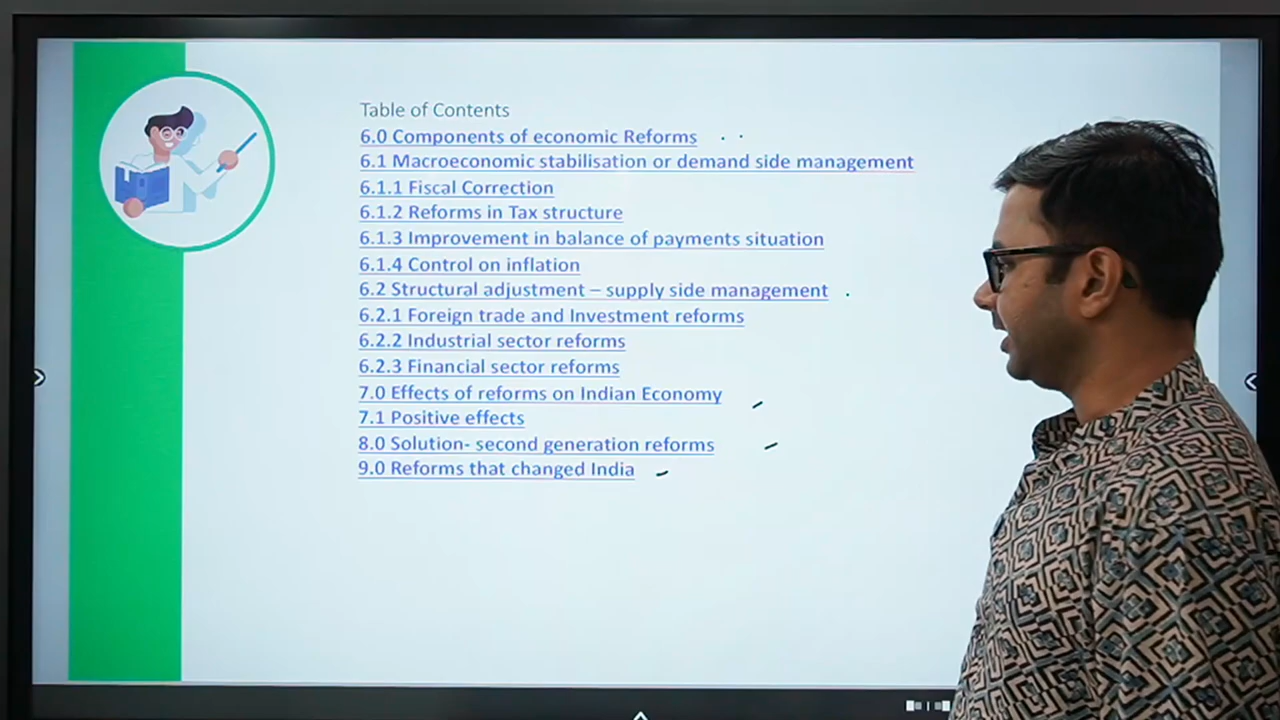 Table of Contents
6.0 Components of economic Reforms
6.1 Macroeconomic stabilisation or demand side management
6.1.1 Fiscal Correction
6.1.2 Reforms in Tax structure
6.1.3 Improvement in balance of payments situation
6.1.4 Control on inflation
6.2 Structural adjustment – supply side management
6.2.1 Foreign trade and Investment reforms
6.2.2 Industrial sector reforms
6.2.3 Financial sector reforms
7.0 Effects of reforms on Indian Economy
7.1 Positive effects
8.0 Solution- second generation reforms
9.0 Reforms that changed India